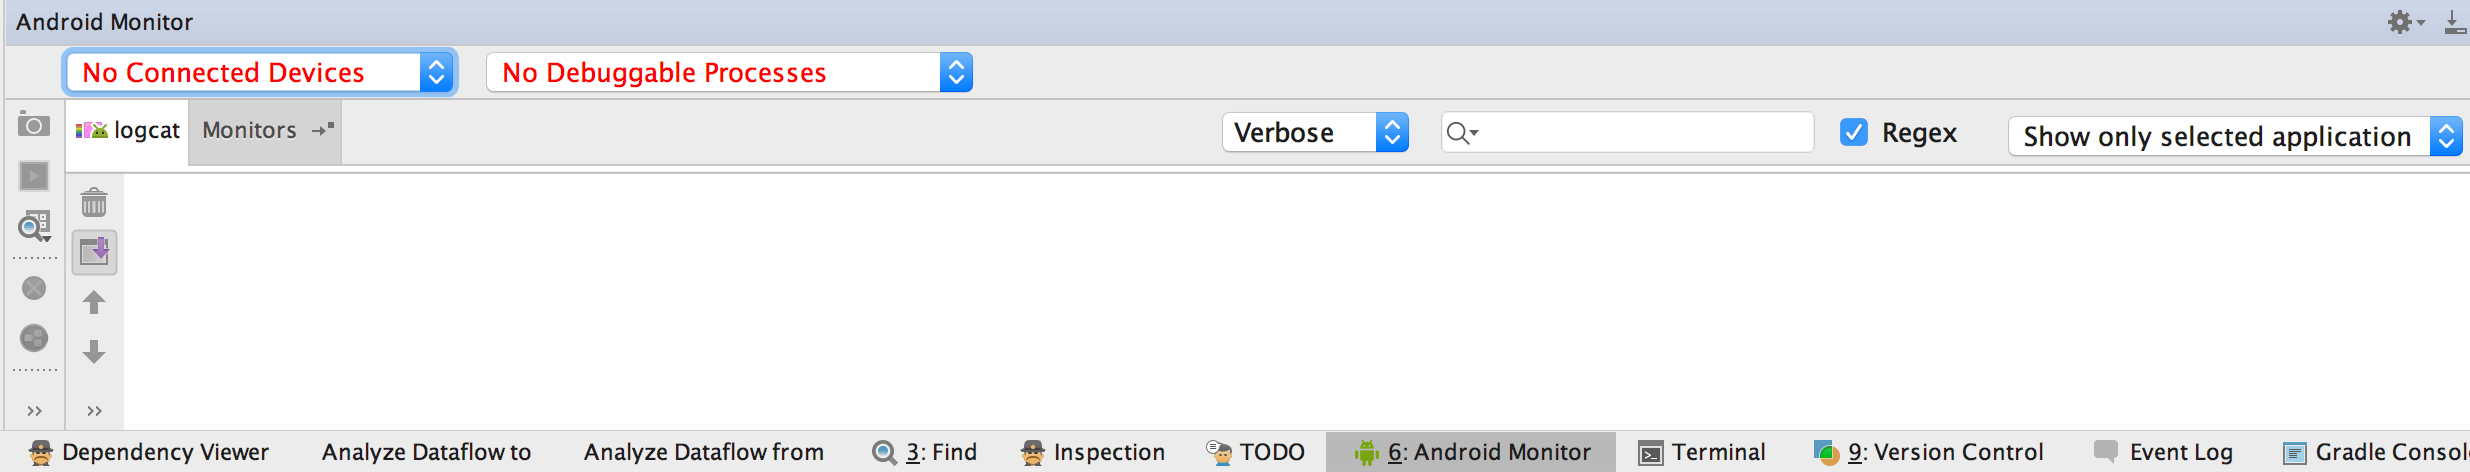 Android Monitor
No Connected Devices No Debuggable Processes
logcat Monitors Verbose Regex Show only selected application
Dependency Viewer Analyze Dataflow to Analyze Dataflow from 3: Find Inspection TODO 6: Android Monitor Terminal 9: Version Control Event Log Gradle Consol